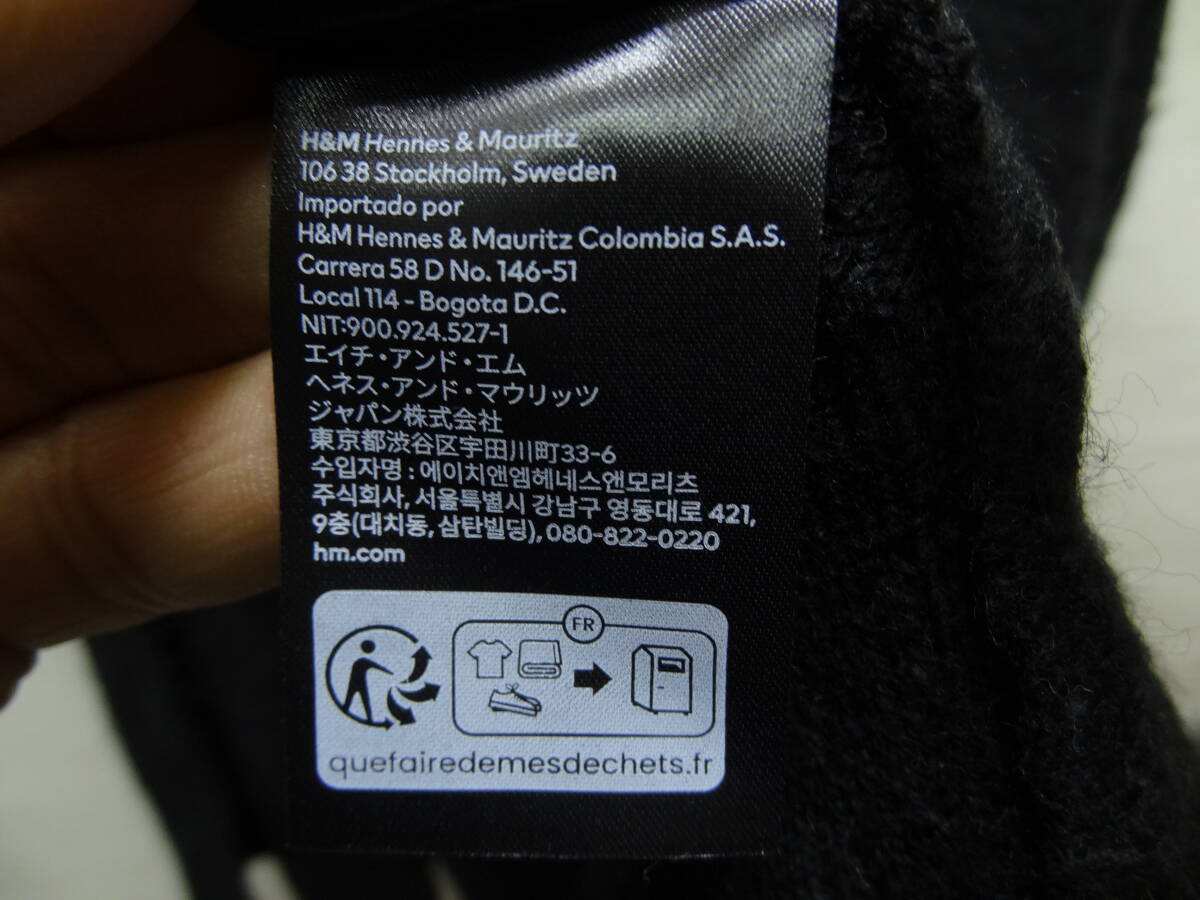 H&M Hennes & Mauritz
106 38 Stockholm, Sweden
Importado por
H&M Hennes & Mauritz Colombia S.A.S.
Carrera 58 D No. 146-51
Local 114 - Bogota D.C.
NIT:900.924.527-1
エイチ・アンド・エム
ヘネス・アンド・マウリッツ
ジャパン株式会社
東京都渋谷区宇田川町33-6
수입자명 : 에이치앤엠헤네스앤모리츠
주식회사, 서울특별시 강남구 영동대로 421,
9층(대치동, 삼탄빌딩), 080-822-0220
hm.com
FR
quefairedemesdechets.fr